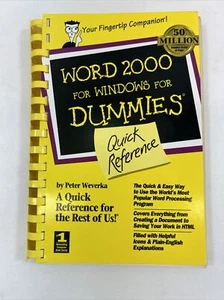 Your Fingertip Companion!
50
MILLION
WORD 2000
FOR WINDOWS FOR
DUMMIES®
Quick
Reference
by Peter Weverka
A Quick
Reference for
the Rest of Us!®
The Quick & Easy Way
to Use the World's Most
Popular Word Processing
Program
Covers Everything from
Creating a Document to
Saving Your Work in HTML
Filled with Helpful
Icons & Plain-English
Explanations
#1